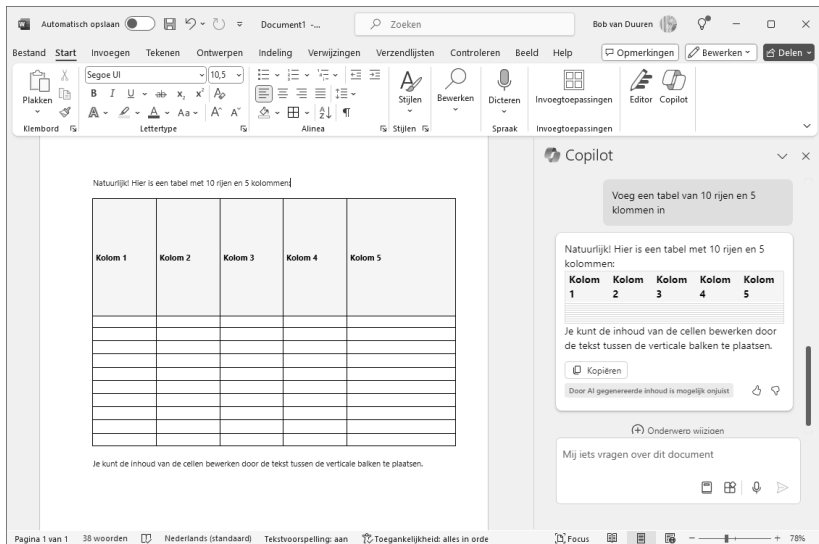 Automatisch opslaan
Document1 -...
Zoeken
Bob van Duuren
Bestand Start Invoegen Tekenen Ontwerpen Indeling Verwijzingen Verzendlijsten Controleren Beeld Help Opmerkingen Bewerken Delen
Segoe UI 10,5
Plakken
B I U ab x₂ x² A
A A Aa A^ A˅
Stijlen
Bewerken
Dicteren
Invoegtoepassingen
Editor Copilot
Klembord Lettertype Alinea Stijlen Spraak Invoegtoepassingen
Natuurlijk! Hier is een tabel met 10 rijen en 5 kolommen:
Kolom 1 Kolom 2 Kolom 3 Kolom 4 Kolom 5
Je kunt de inhoud van de cellen bewerken door de tekst tussen de verticale balken te plaatsen.
Copilot
Voeg een tabel van 10 rijen en 5
klommen in
Natuurlijk! Hier is een tabel met 10 rijen en 5
kolommen:
Kolom Kolom Kolom Kolom Kolom
1 2 3 4 5
Je kunt de inhoud van de cellen bewerken door
de tekst tussen de verticale balken te plaatsen.
Kopiëren
Door AI gegenereerde inhoud is mogelijk onjuist
Onderwerp wijzigen
Mij iets vragen over dit document
Pagina 1 van 1 38 woorden Nederlands (standaard) Tekstvoorspelling: aan Toegankelijkheid: alles in orde Focus 78%